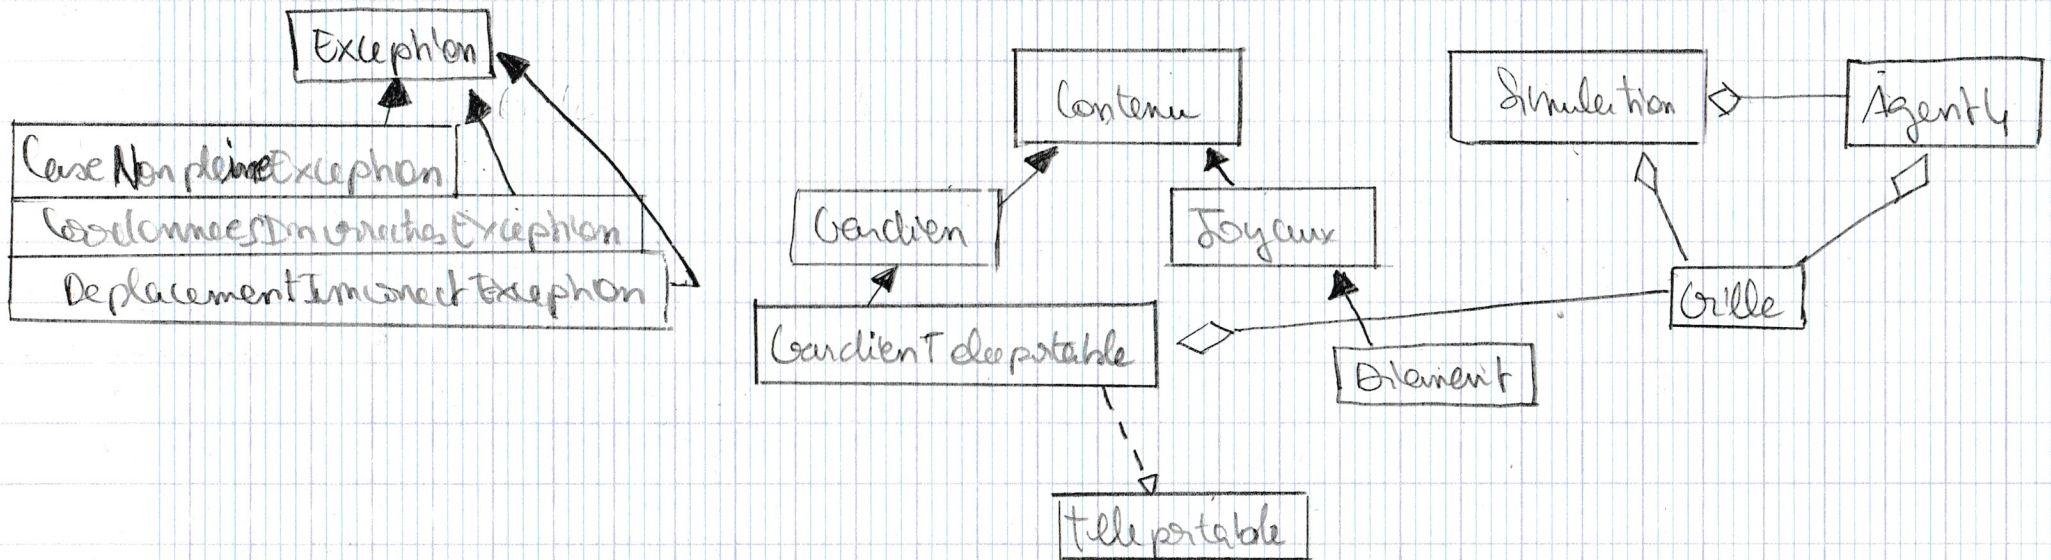 Exception
CaseNonpleineException
CoordonneesIncorrectesException
DeplacementIncorrectException
Contenu
Gardien
Joyaux
GardienTeleportable
Diamant
Teleportable
Simulation
Agent4
Grille